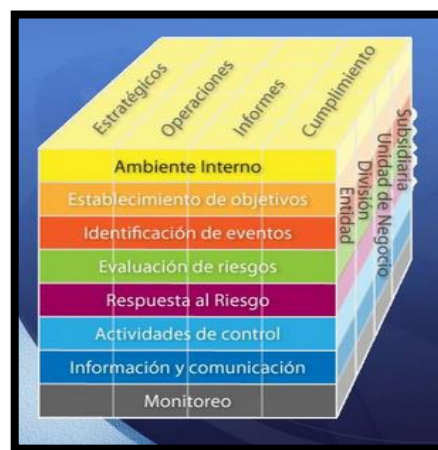 Estratégicos
Operaciones
Informes
Cumplimiento
Ambiente Interno
Establecimiento de objetivos
Identificación de eventos
Evaluación de riesgos
Respuesta al Riesgo
Actividades de control
Información y comunicación
Monitoreo
Entidad
División
Unidad de Negocio
Subsidiaria